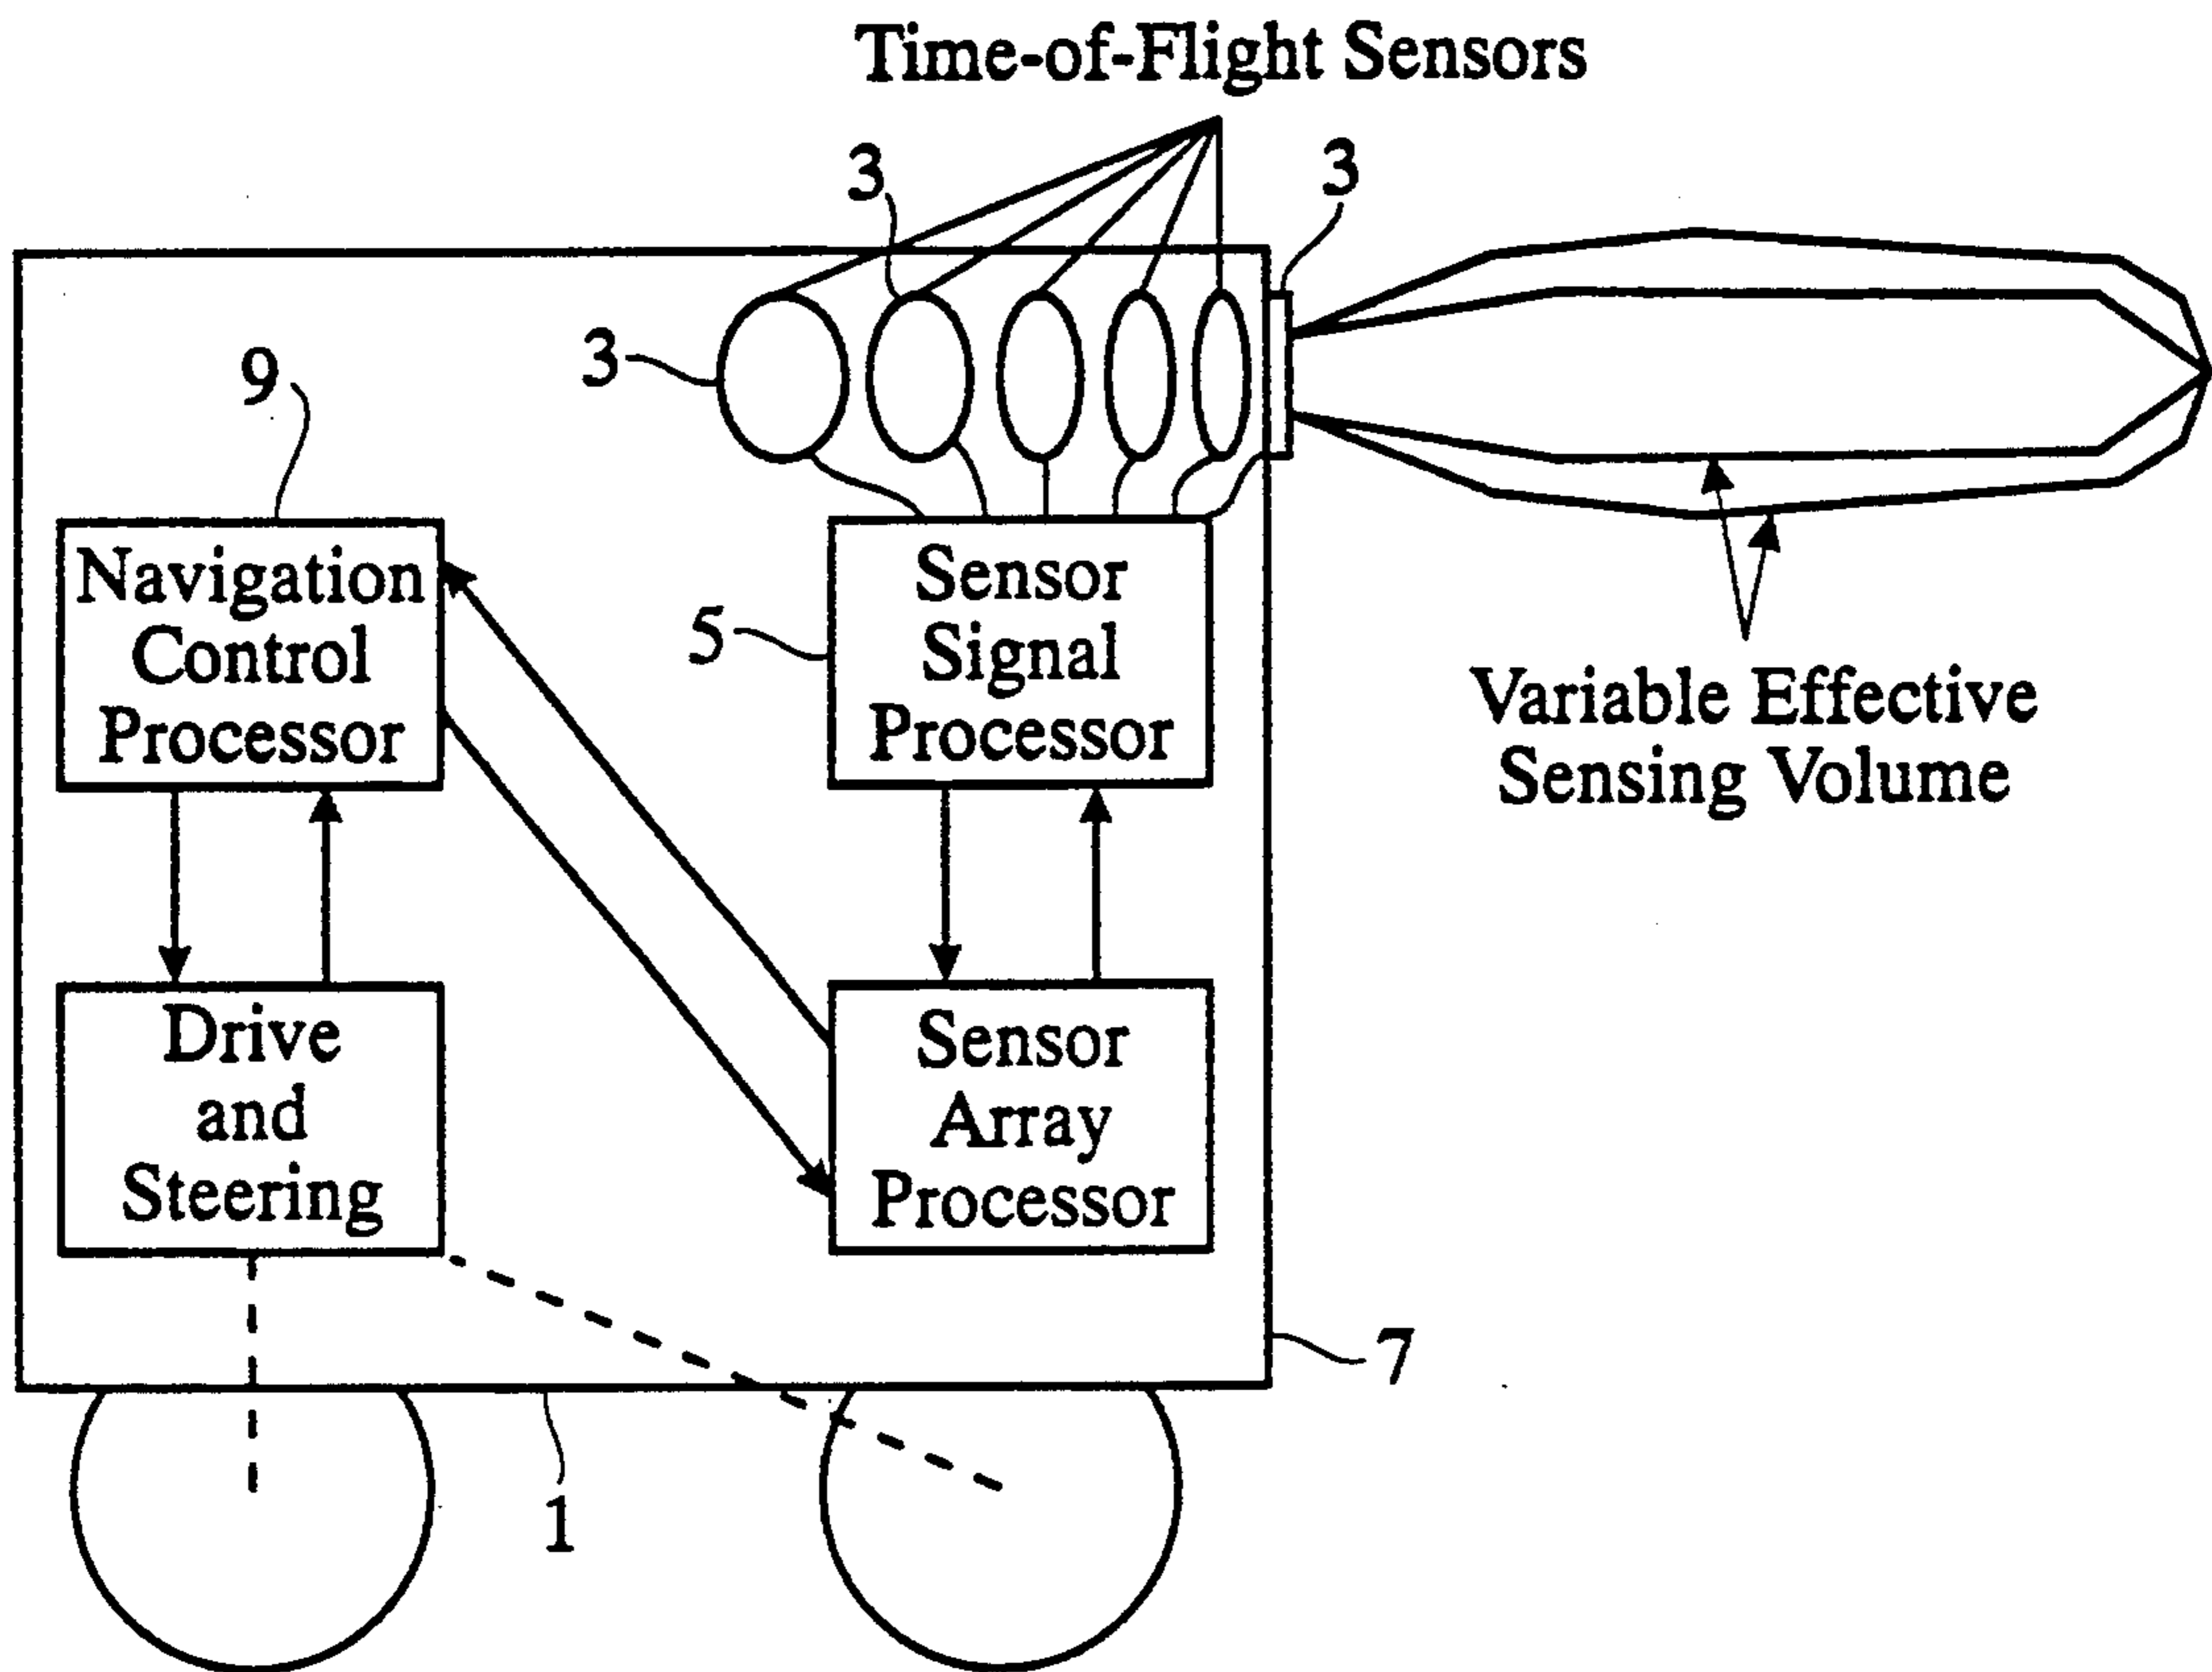 Time-of-Flight Sensors
3
3
3
9
Navigation
Control
Processor
5
Sensor
Signal
Processor
Variable Effective
Sensing Volume
Drive
and
Steering
Sensor
Array
Processor
7
1